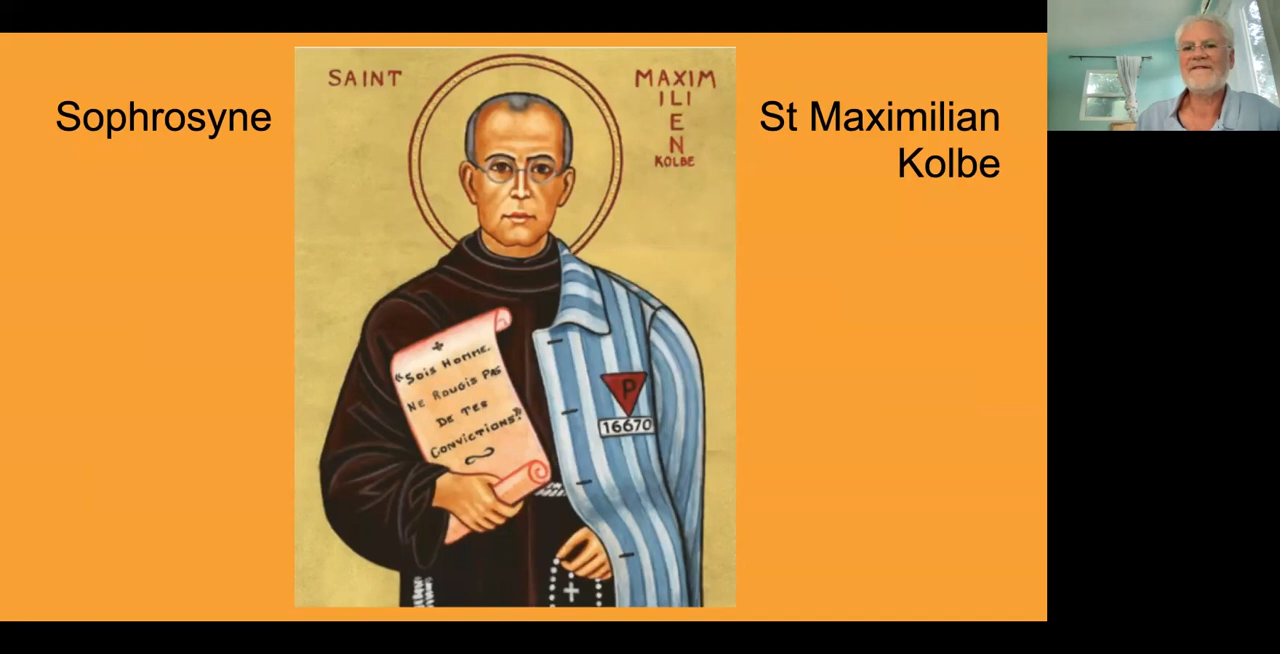 Sophrosyne
SAINT
MAXIM
ILI
E
N
KOLBE
«Sois Homme.
Ne Rougis Pas
De Tes
Convictions»
P
16670
St Maximilian
Kolbe